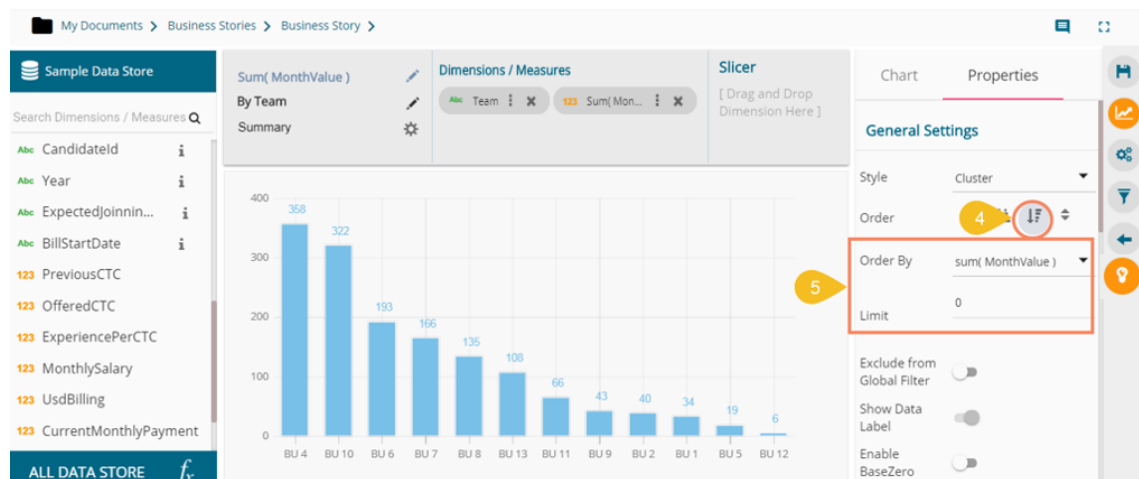 My Documents > Business Stories > Business Story >
Sample Data Store
Search Dimensions / Measures
Abc CandidateId i
Abc Year i
Abc ExpectedJoinnin... i
Abc BillStartDate i
123 PreviousCTC
123 OfferedCTC
123 ExperiencePerCTC
123 MonthlySalary
123 UsdBilling
123 CurrentMonthlyPayment
ALL DATA STORE fx
Sum( MonthValue )
By Team
Summary
Dimensions / Measures
Abc Team
123 Sum( Mon...
Slicer
[ Drag and Drop
Dimension Here ]
400
300
200
100
0
358
322
193
166
135
108
66
43
40
34
19
6
BU 4 BU 10 BU 6 BU 7 BU 8 BU 13 BU 11 BU 9 BU 2 BU 1 BU 5 BU 12
Chart Properties
General Settings
Style Cluster
Order 4
5
Order By sum( MonthValue )
Limit 0
Exclude from
Global Filter
Show Data
Label
Enable
BaseZero